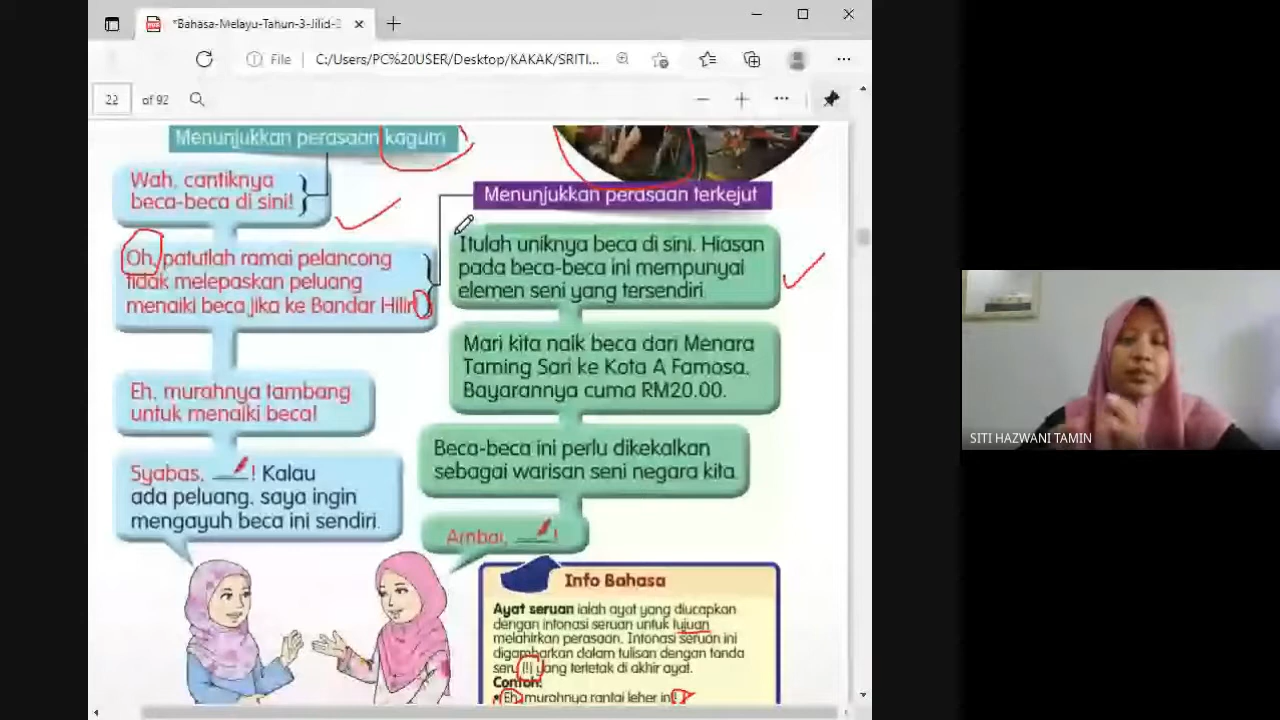 *Bahasa-Melayu-Tahun-3-Jilid-2
File
C:/Users/PC%20USER/Desktop/KAKAK/SRITI...
22 of 92
Menunjukkan perasaan kagum
Wah, cantiknya
beca-beca di sini!
Menunjukkan perasaan terkejut
Oh, patutlah ramai pelancong
tidak melepaskan peluang
menaiki beca jika ke Bandar Hilir!
Itulah uniknya beca di sini. Hiasan
pada beca-beca ini mempunyai
elemen seni yang tersendiri.
Mari kita naik beca dari Menara
Taming Sari ke Kota A Famosa.
Bayarannya cuma RM20.00.
Eh, murahnya tambang
untuk menaiki beca!
Beca-beca ini perlu dikekalkan
sebagai warisan seni negara kita.
Syabas, ___! Kalau
ada peluang, saya ingin
mengayuh beca ini sendiri.
Ambai, ___!
Info Bahasa
Ayat seruan ialah ayat yang diucapkan
dengan intonasi seruan untuk tujuan
melahirkan perasaan. Intonasi seruan ini
digambarkan dalam tulisan dengan tanda
seru (!) yang terletak di akhir ayat.
Contoh:
• Eh, murahnya rantai leher ini!
SITI HAZWANI TAMIN